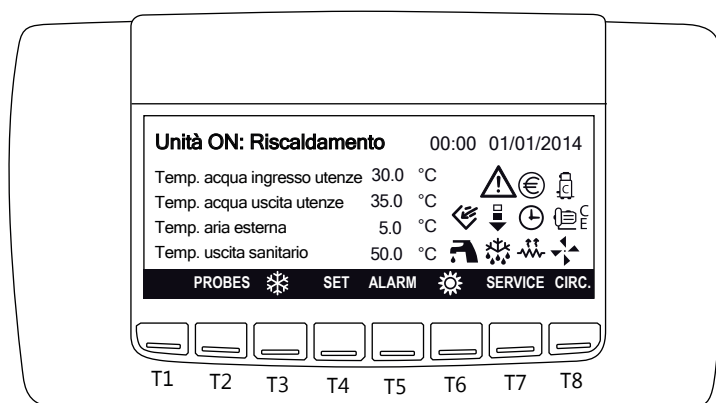 Unità ON: Riscaldamento 00:00 01/01/2014
Temp. acqua ingresso utenze 30.0 °C
Temp. acqua uscita utenze 35.0 °C
Temp. aria esterna 5.0 °C
Temp. uscita sanitario 50.0 °C
C
C
E
PROBES SET ALARM SERVICE CIRC.
T1 T2 T3 T4 T5 T6 T7 T8